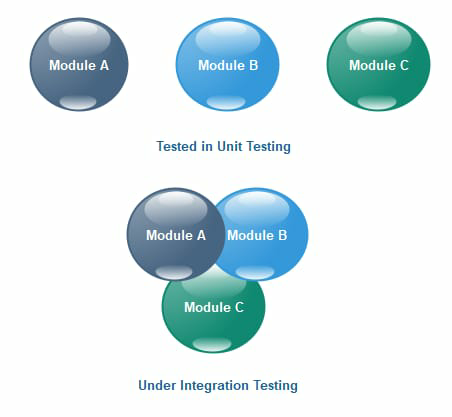 Module A
Module B
Module C
Tested in Unit Testing
Module A
Module B
Module C
Under Integration Testing